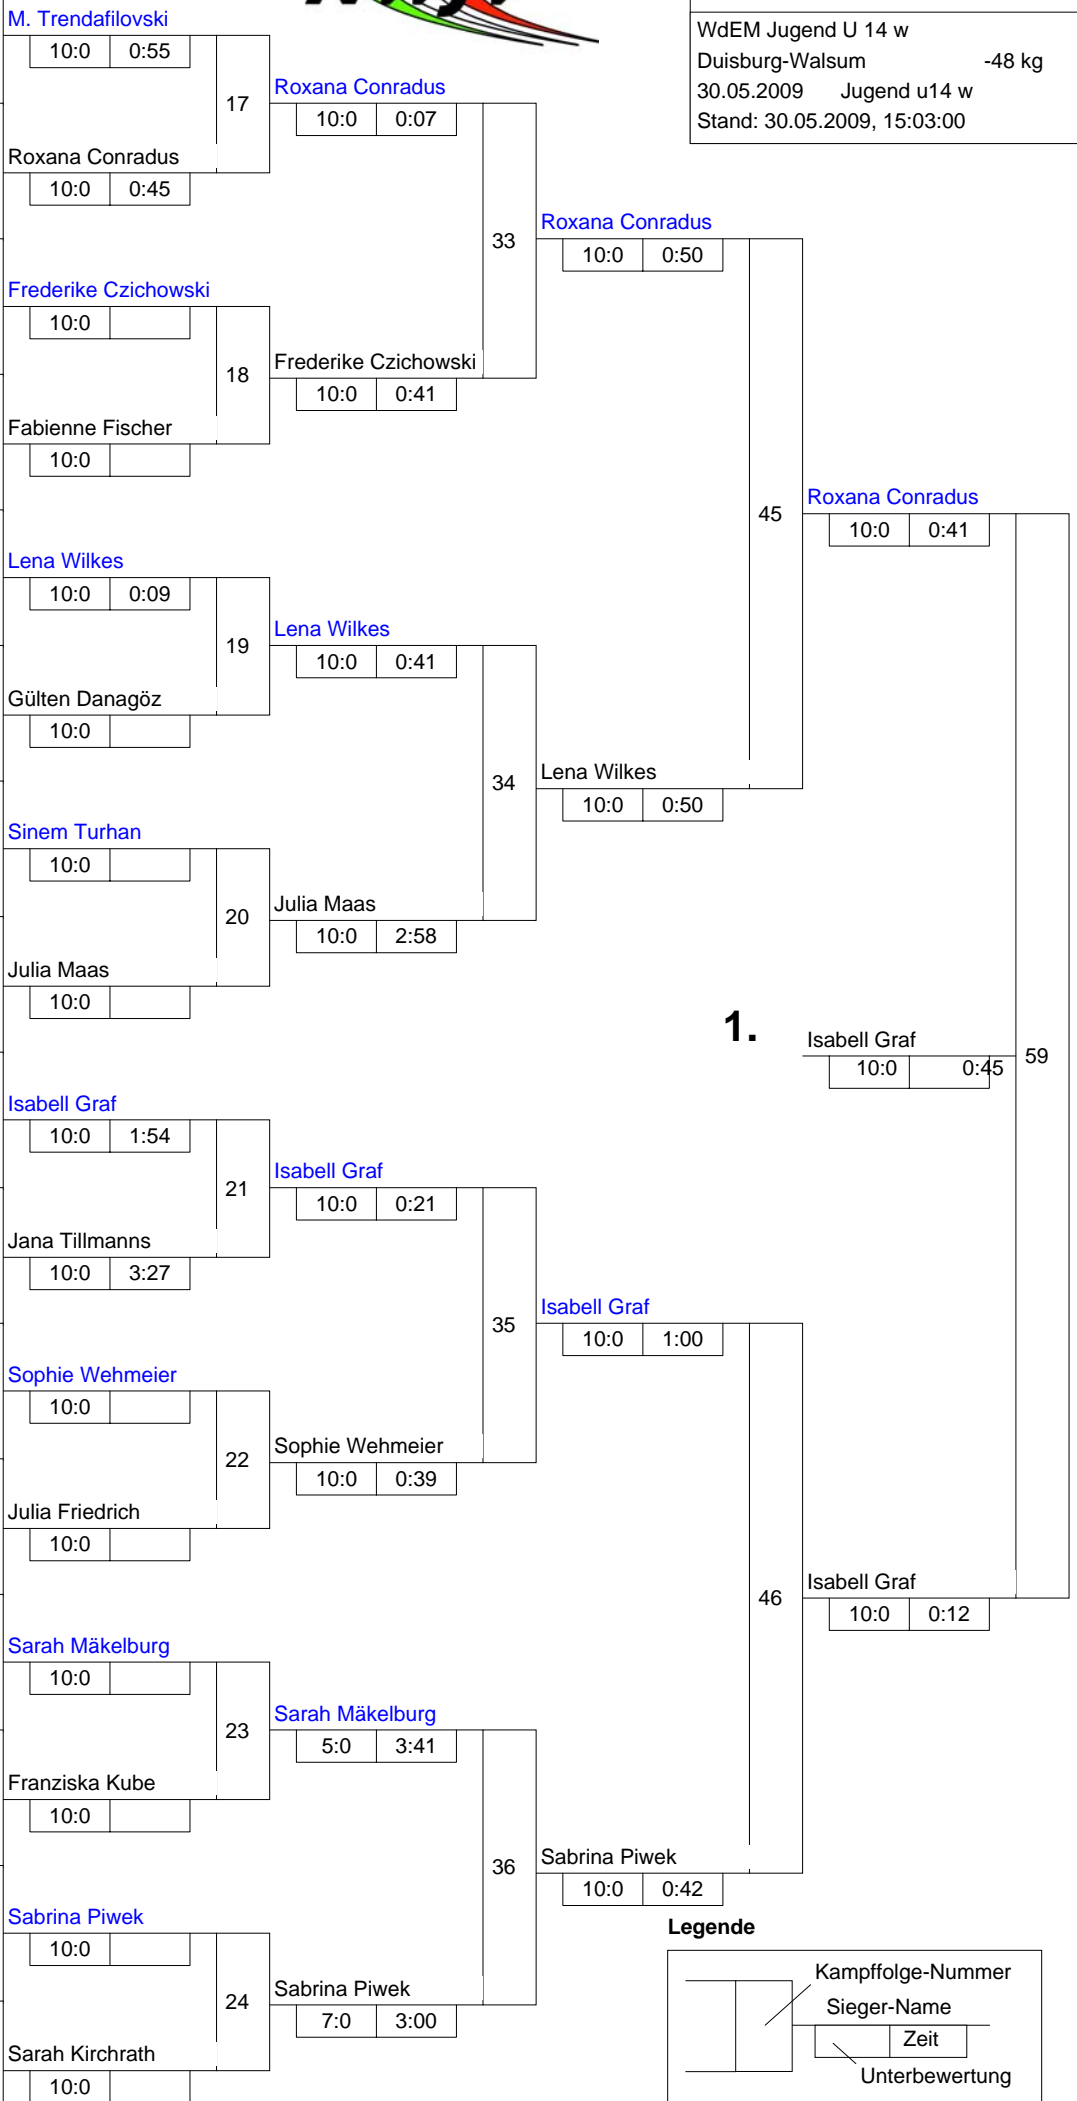 M. Trendafilovski
10:0 0:55
WdEM Jugend U 14 w
Duisburg-Walsum -48 kg
30.05.2009 Jugend u14 w
Stand: 30.05.2009, 15:03:00
17
Roxana Conradus
10:0 0:07
Roxana Conradus
10:0 0:45
33
Roxana Conradus
10:0 0:50
Frederike Czichowski
10:0
18
Frederike Czichowski
10:0 0:41
Fabienne Fischer
10:0
45
Roxana Conradus
10:0 0:41
Lena Wilkes
10:0 0:09
19
Lena Wilkes
10:0 0:41
Gülten Danagöz
10:0
34
Lena Wilkes
10:0 0:50
Sinem Turhan
10:0
20
Julia Maas
10:0 2:58
Julia Maas
10:0
1.
Isabell Graf
10:0 0:45
59
Isabell Graf
10:0 1:54
21
Isabell Graf
10:0 0:21
Jana Tillmanns
10:0 3:27
35
Isabell Graf
10:0 1:00
Sophie Wehmeier
10:0
22
Sophie Wehmeier
10:0 0:39
Julia Friedrich
10:0
46
Isabell Graf
10:0 0:12
Sarah Mäkelburg
10:0
23
Sarah Mäkelburg
5:0 3:41
Franziska Kube
10:0
36
Sabrina Piwek
10:0 0:42
Sabrina Piwek
10:0
24
Sabrina Piwek
7:0 3:00
Sarah Kirchrath
10:0
Legende
Kampffolge-Nummer
Sieger-Name
Zeit
Unterbewertung